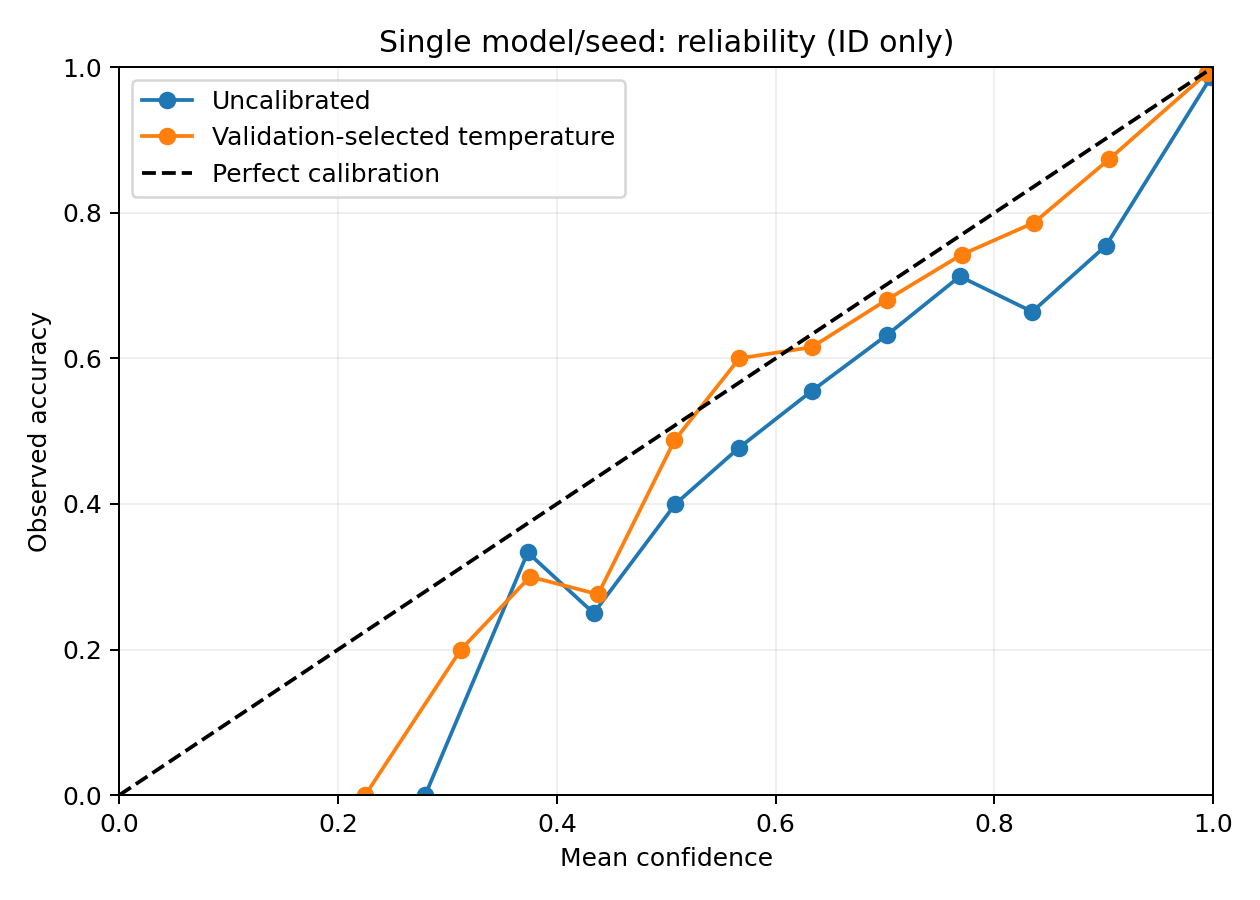 Single model/seed: reliability (ID only)
Uncalibrated
Validation-selected temperature
Perfect calibration
Observed accuracy
1.0
0.8
0.6
0.4
0.2
0.0
0.0 0.2 0.4 0.6 0.8 1.0
Mean confidence